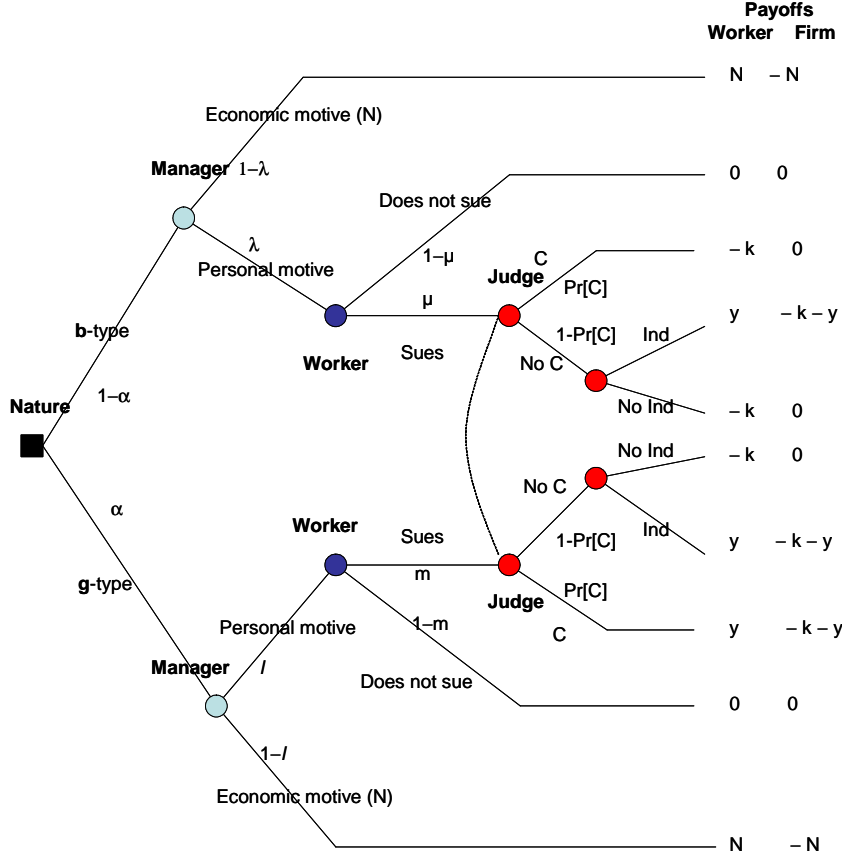 Payoffs
Worker Firm
N – N
Economic motive (N)
Manager 1–λ
0 0
Does not sue
λ
Personal motive
1–μ
C
– k 0
Judge
Pr[C]
μ
y – k – y
b-type
1-Pr[C] Ind
Sues
Worker
No C
1–α
Nature
No Ind
– k 0
No Ind
– k 0
No C
α
Worker
Sues
1-Pr[C]
Ind
y – k – y
m
g-type
Judge
Pr[C]
Personal motive
1–m
C
y – k – y
Manager l
Does not sue
0 0
1–l
Economic motive (N)
N – N